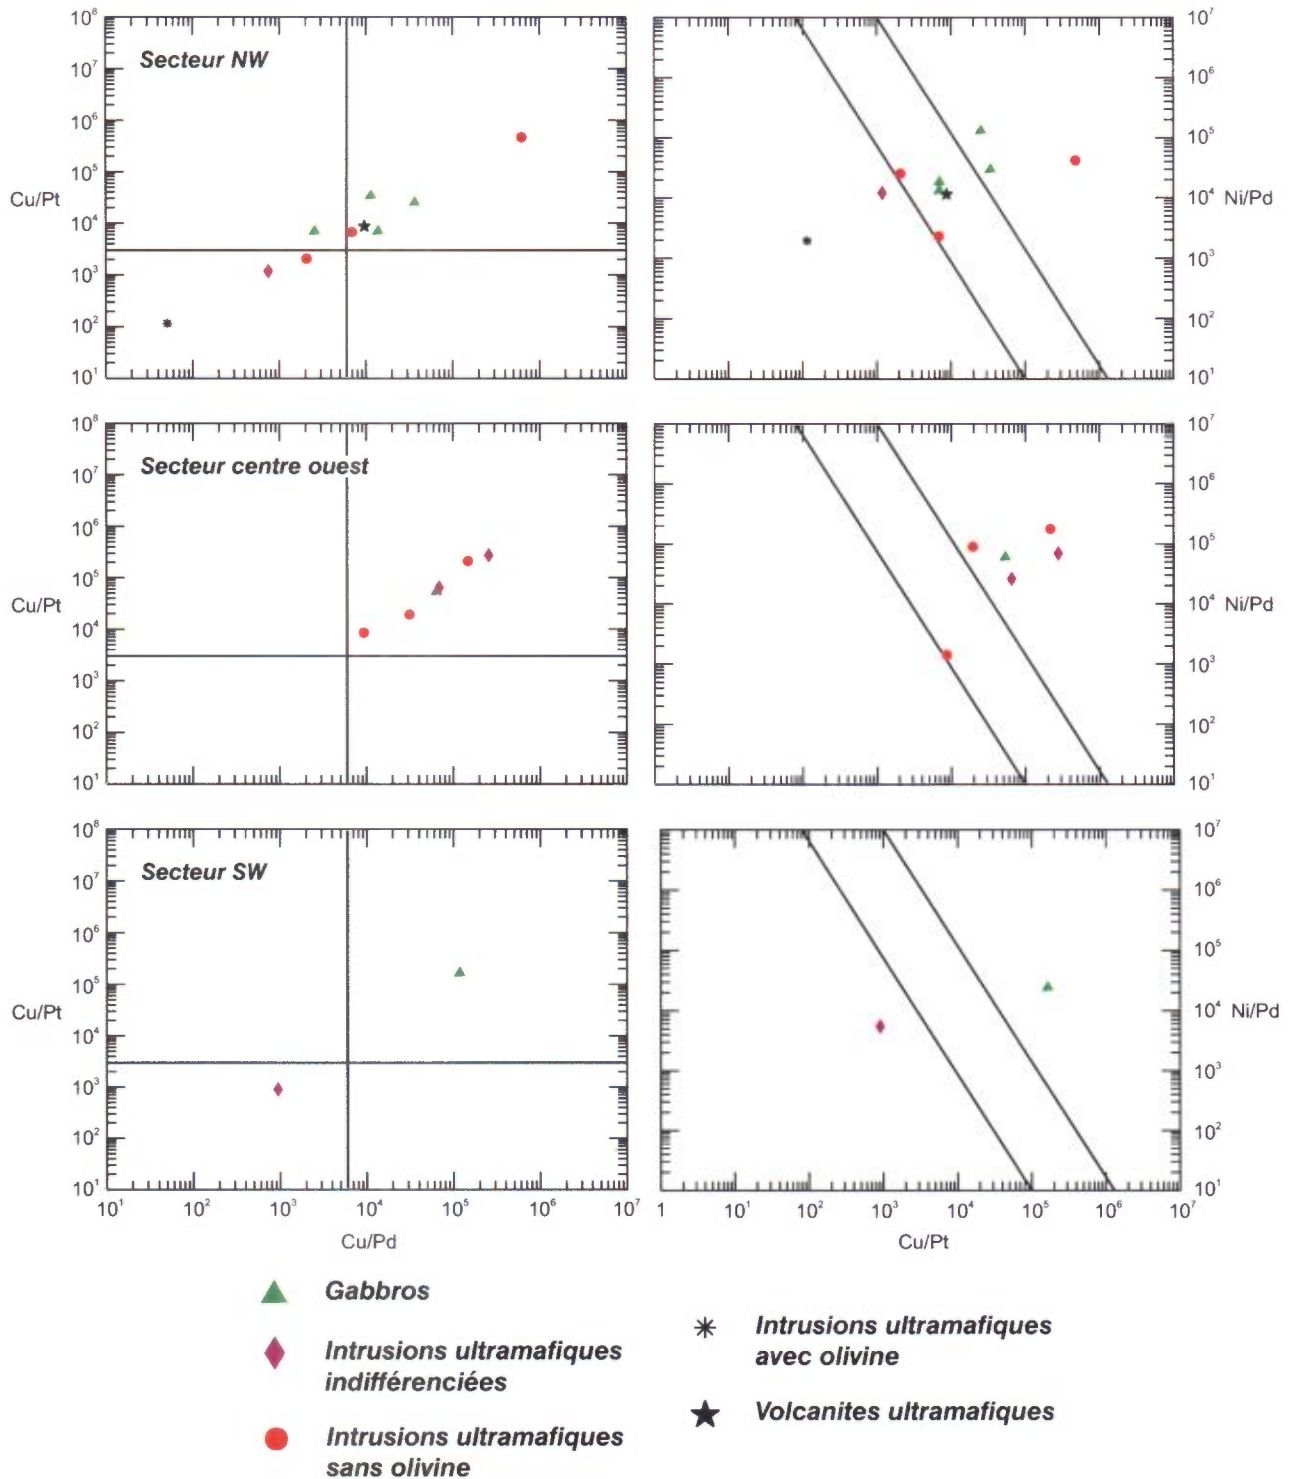 Secteur NW
10⁸
10⁷
10⁶
10⁵
10⁴
10³
10²
10¹
Cu/Pt
10⁷
10⁶
10⁵
10⁴
10³
10²
10¹
Ni/Pd
Secteur centre ouest
10⁸
10⁷
10⁶
10⁵
10⁴
10³
10²
10¹
Cu/Pt
10⁷
10⁶
10⁵
10⁴
10³
10²
10¹
Ni/Pd
Secteur SW
10⁸
10⁷
10⁶
10⁵
10⁴
10³
10²
10¹
Cu/Pt
10¹ 10² 10³ 10⁴ 10⁵ 10⁶ 10⁷
Cu/Pd
10⁷
10⁶
10⁵
10⁴
10³
10²
10¹
Ni/Pd
1 10¹ 10² 10³ 10⁴ 10⁵ 10⁶ 10⁷
Cu/Pt
Gabbros
Intrusions ultramafiques
indifférenciées
Intrusions ultramafiques
sans olivine
Intrusions ultramafiques
avec olivine
Volcanites ultramafiques